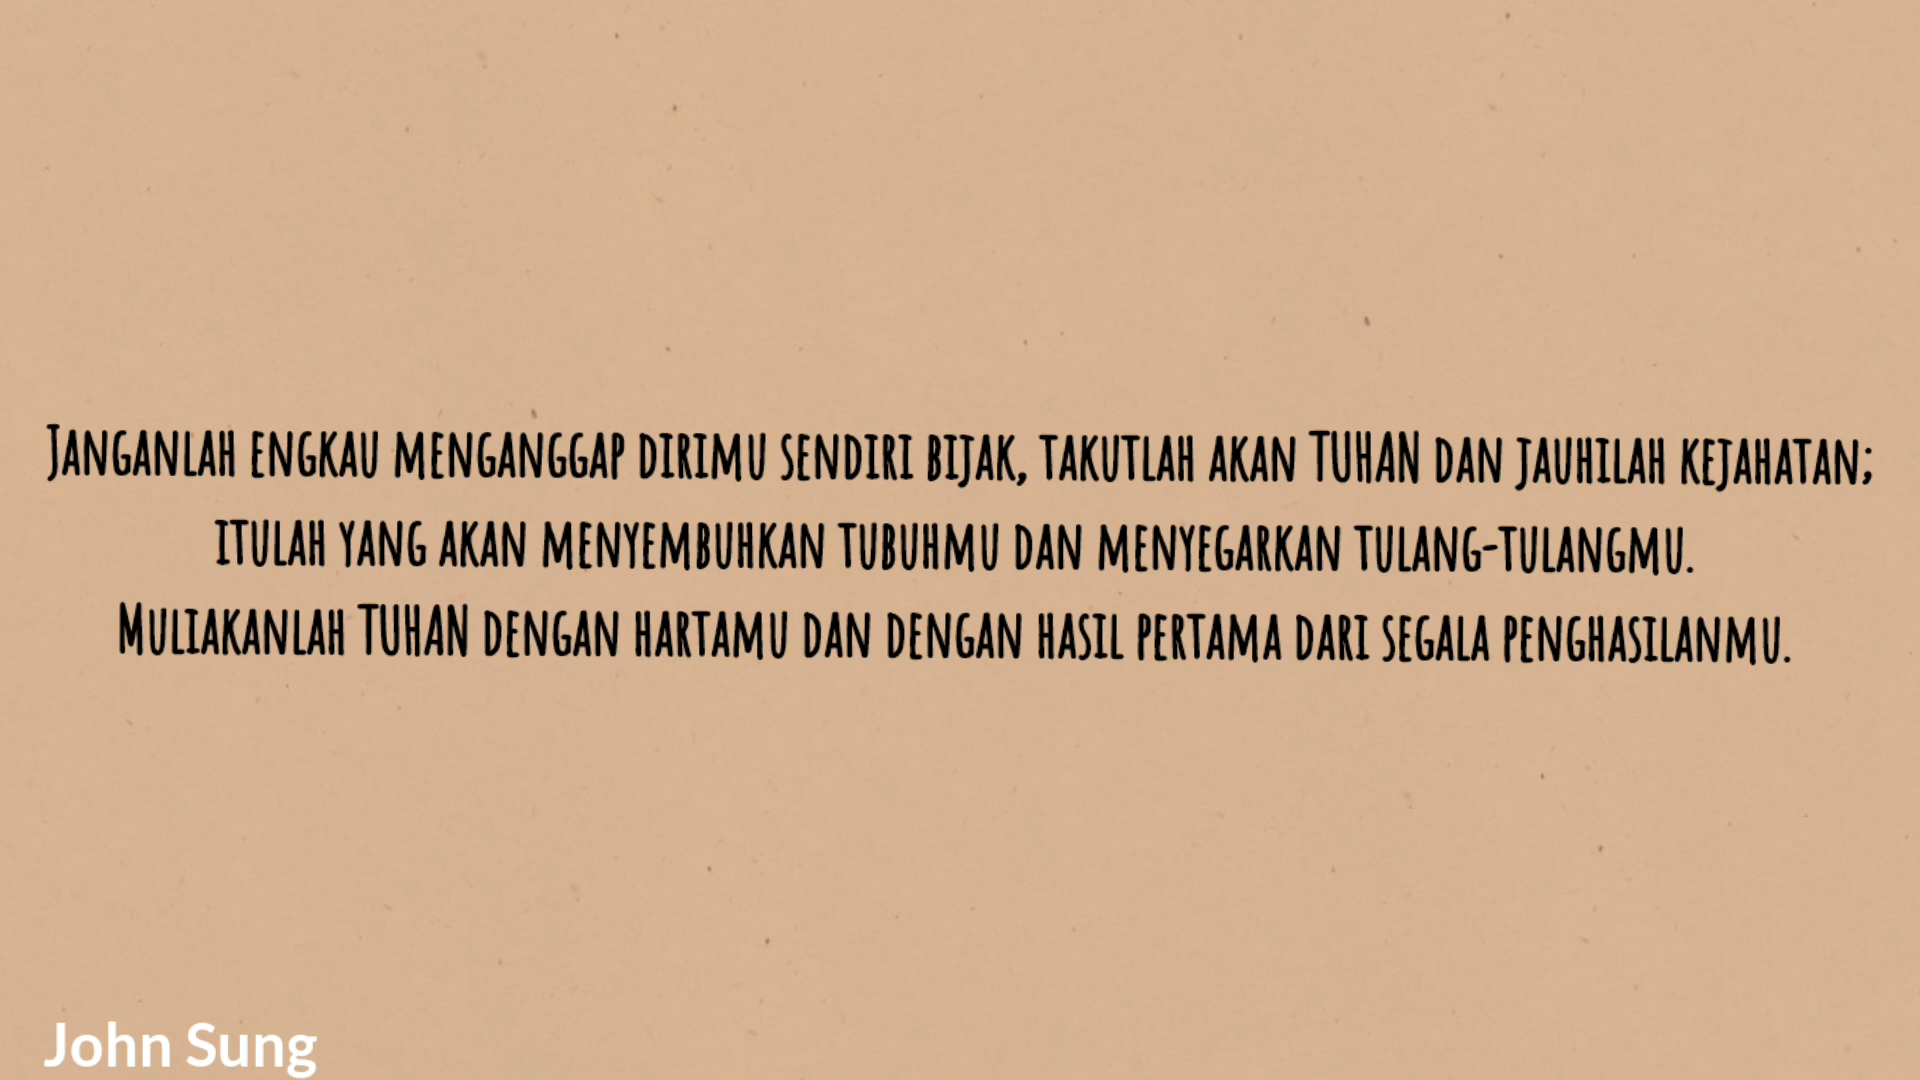 Janganlah engkau menganggap dirimu sendiri bijak, takutlah akan TUHAN dan jauhilah kejahatan;
itulah yang akan menyembuhkan tubuhmu dan menyegarkan tulang-tulangmu.
Muliakanlah TUHAN dengan hartamu dan dengan hasil pertama dari segala penghasilanmu.
John Sung